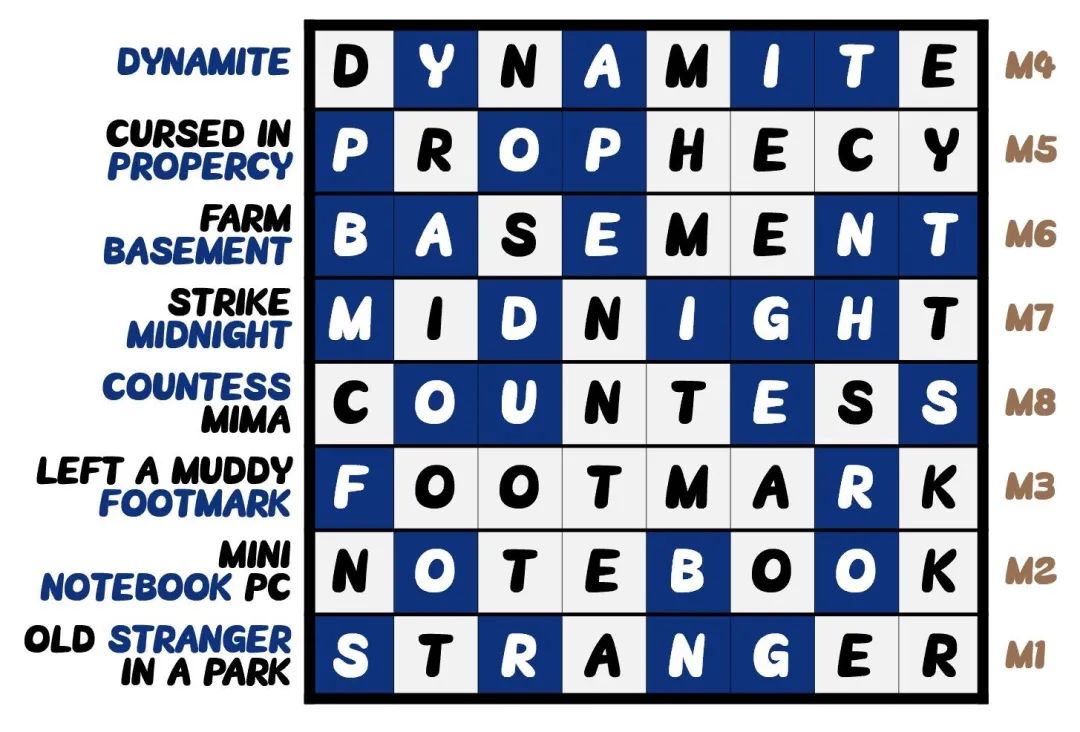 DYNAMITE D Y N A M I T E M4
CURSED IN
PROPERCY P R O P H E C Y M5
FARM
BASEMENT B A S E M E N T M6
STRIKE
MIDNIGHT M I D N I G H T M7
COUNTESS
MIMA C O U N T E S S M8
LEFT A MUDDY
FOOTMARK F O O T M A R K M3
MINI
NOTEBOOK PC N O T E B O O K M2
OLD STRANGER
IN A PARK S T R A N G E R M1